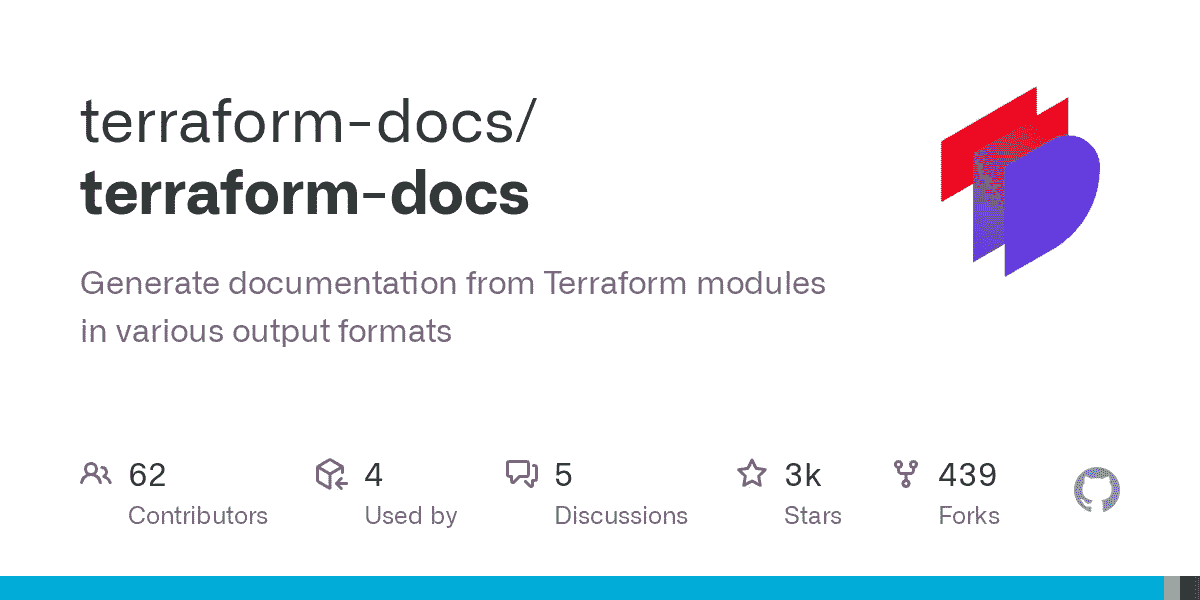 terraform-docs/
terraform-docs
Generate documentation from Terraform modules
in various output formats
62 4 5 3k 439
Contributors Used by Discussions Stars Forks